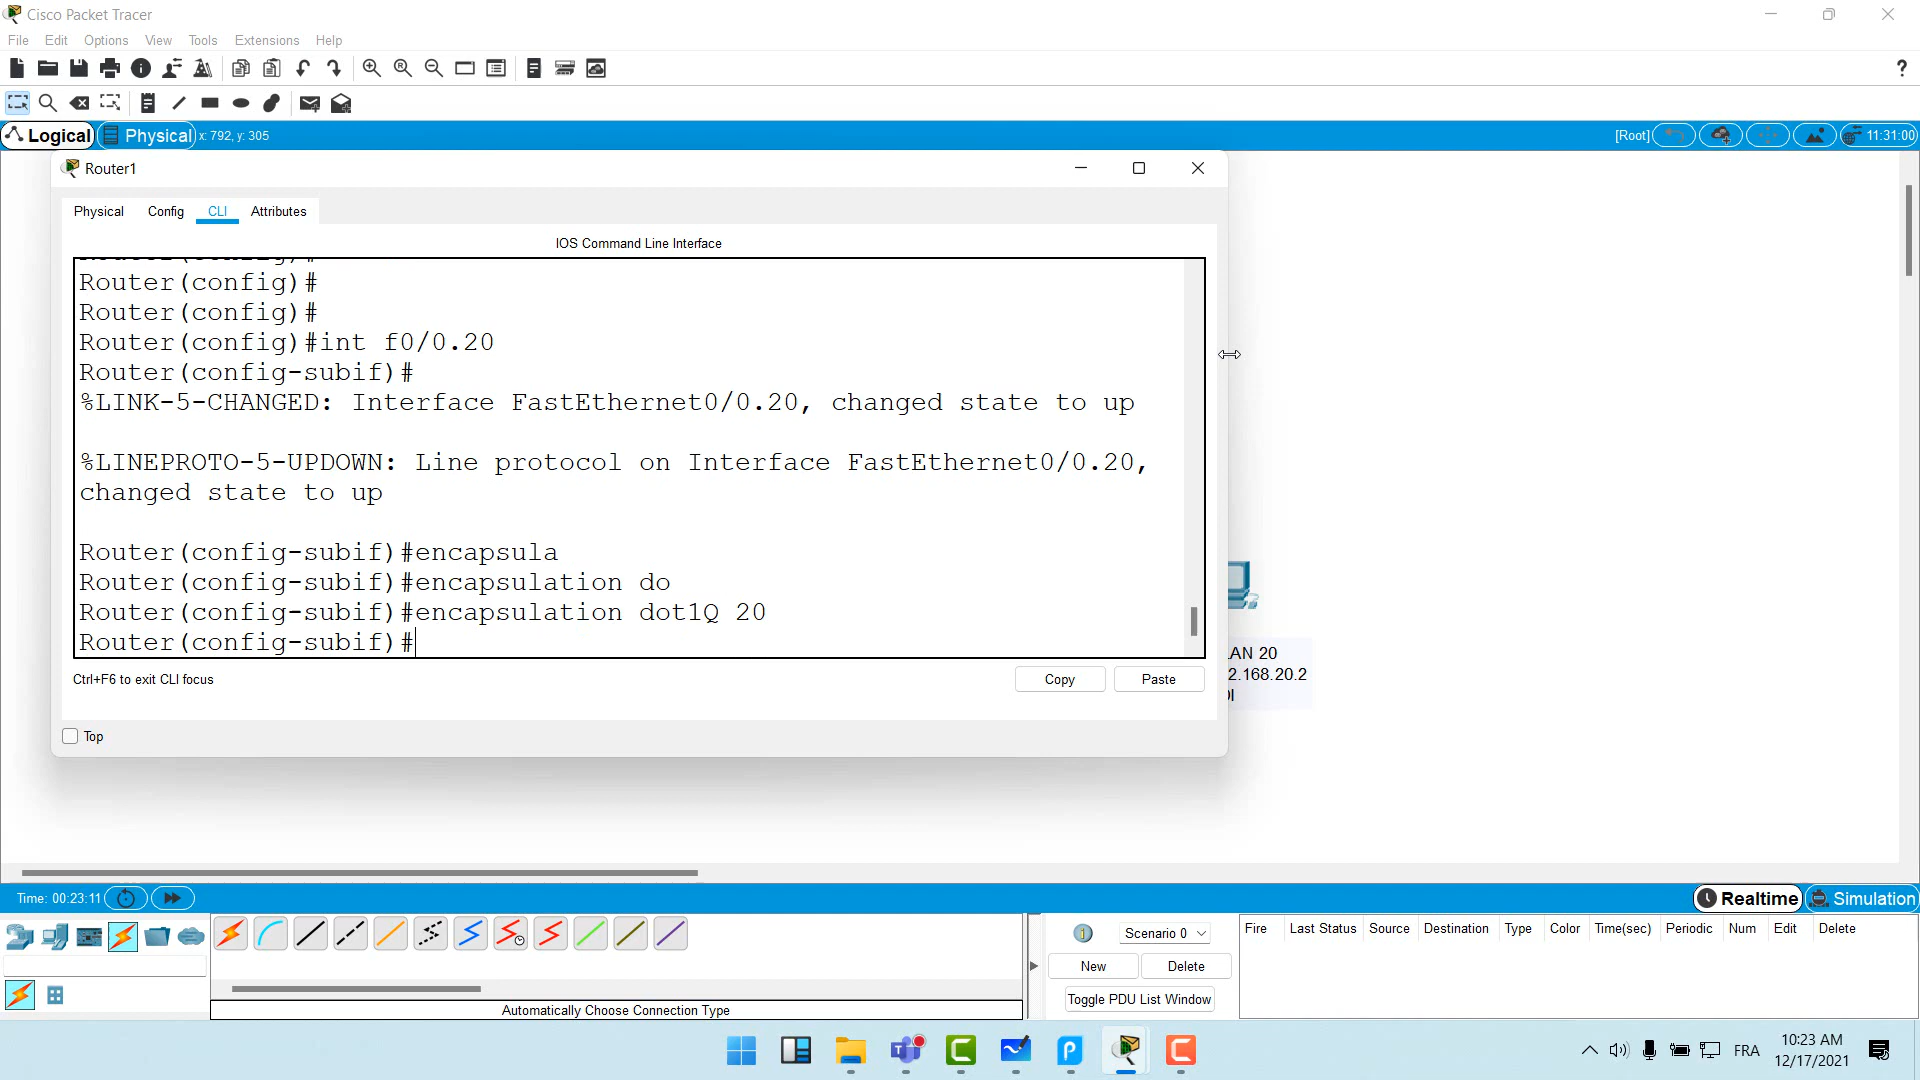 Cisco Packet Tracer
File Edit Options View Tools Extensions Help
?
Logical Physical x: 792, y: 305 [Root] 11:31:00
Router1
Physical Config CLI Attributes
IOS Command Line Interface
Router(config)#
Router(config)#
Router(config)#int f0/0.20
Router(config-subif)#
%LINK-5-CHANGED: Interface FastEthernet0/0.20, changed state to up
%LINEPROTO-5-UPDOWN: Line protocol on Interface FastEthernet0/0.20,
changed state to up
Router(config-subif)#encapsula
Router(config-subif)#encapsulation do
Router(config-subif)#encapsulation dot1Q 20
Router(config-subif)#
Ctrl+F6 to exit CLI focus
Copy Paste
Top
AN 20
2.168.20.2
Time: 00:23:11
Realtime Simulation
Scenario 0
New Delete
Toggle PDU List Window
Fire Last Status Source Destination Type Color Time(sec) Periodic Num Edit Delete
Automatically Choose Connection Type
FRA
10:23 AM
12/17/2021